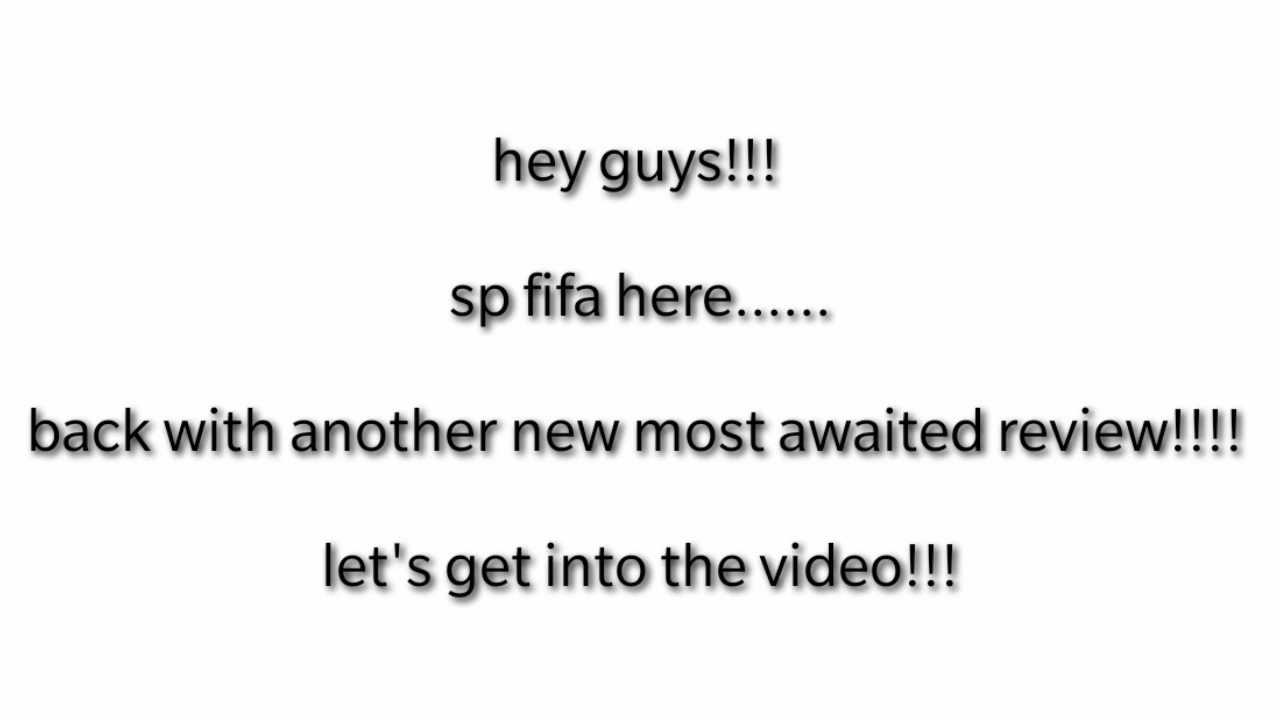 hey guys!!!
sp fifa here......
back with another new most awaited review!!!!
let's get into the video!!!